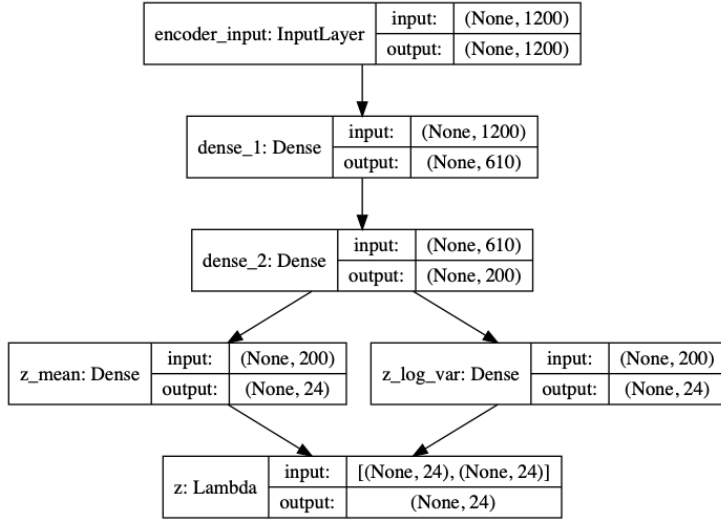 encoder_input: InputLayer
input: (None, 1200)
output: (None, 1200)
dense_1: Dense
input: (None, 1200)
output: (None, 610)
dense_2: Dense
input: (None, 610)
output: (None, 200)
z_mean: Dense
input: (None, 200)
output: (None, 24)
z_log_var: Dense
input: (None, 200)
output: (None, 24)
z: Lambda
input: [(None, 24), (None, 24)]
output: (None, 24)